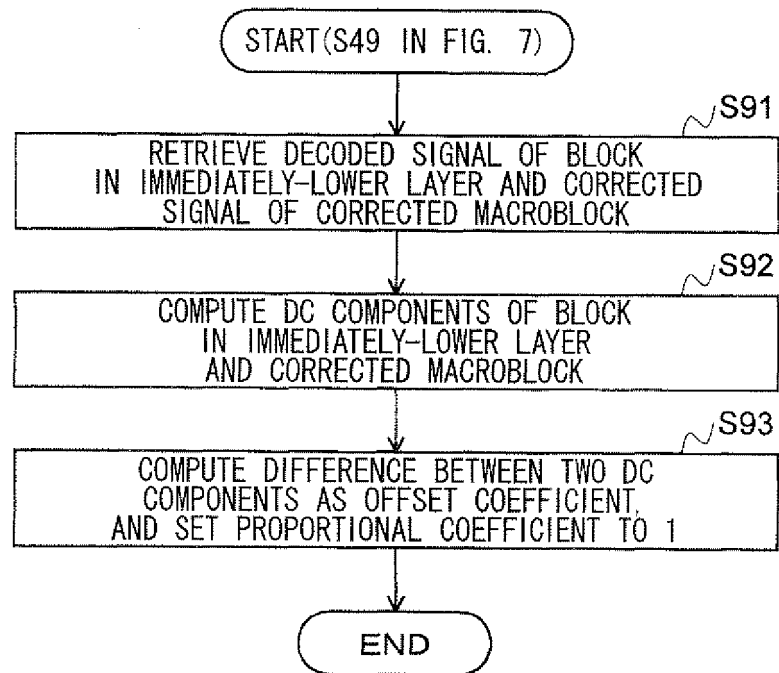 START(S49 IN FIG. 7)
S91
RETRIEVE DECODED SIGNAL OF BLOCK
IN IMMEDIATELY-LOWER LAYER AND CORRECTED
SIGNAL OF CORRECTED MACROBLOCK
S92
COMPUTE DC COMPONENTS OF BLOCK
IN IMMEDIATELY-LOWER LAYER
AND CORRECTED MACROBLOCK
S93
COMPUTE DIFFERENCE BETWEEN TWO DC
COMPONENTS AS OFFSET COEFFICIENT,
AND SET PROPORTIONAL COEFFICIENT TO 1
END